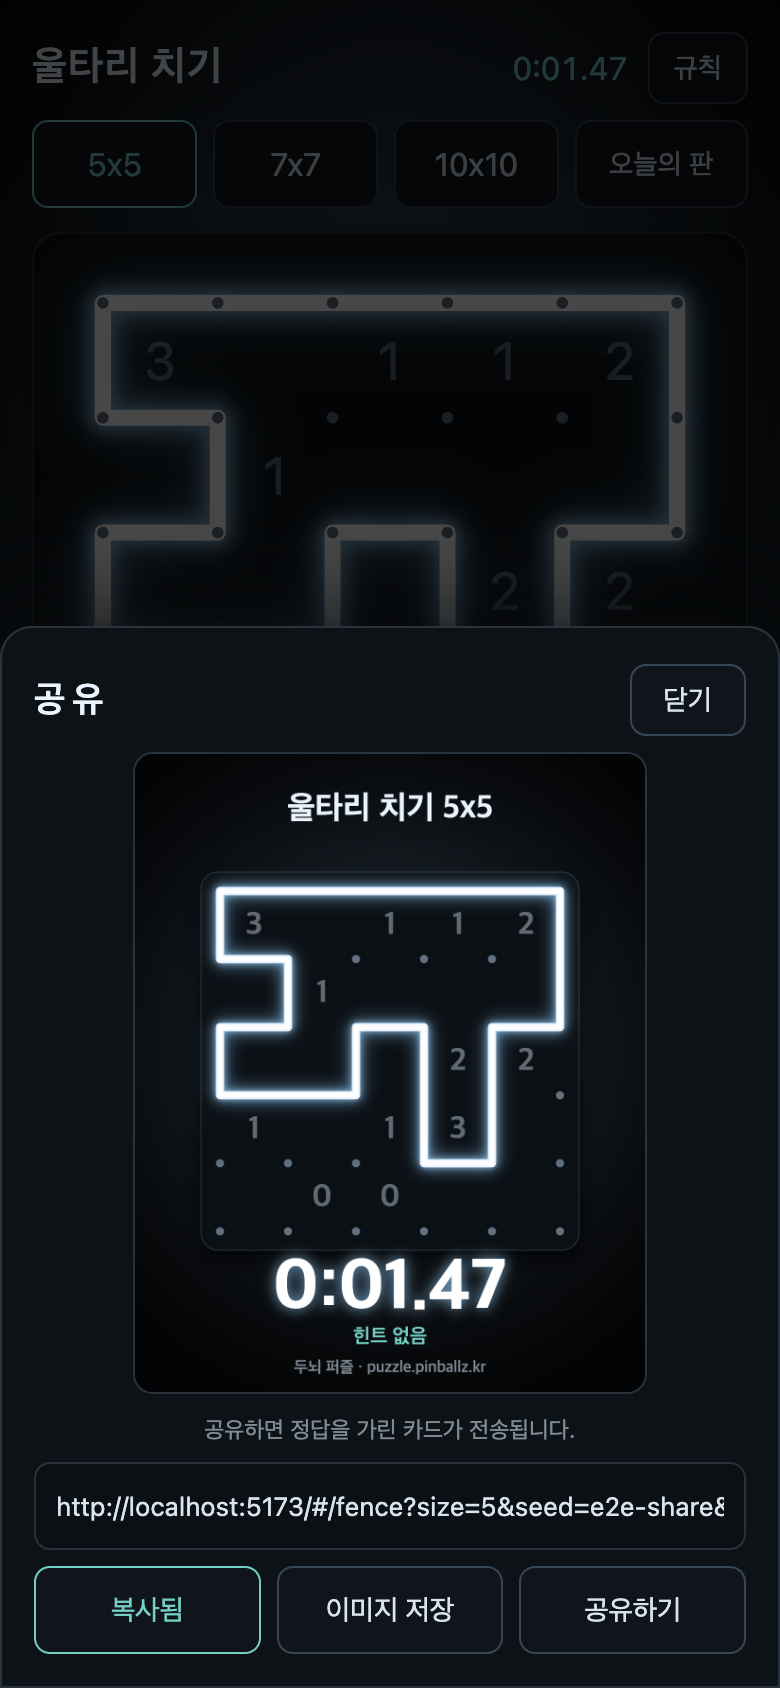 울타리 치기
0:01.47
규칙
5x5
7x7
10x10
오늘의 판
3 1 1 2
1
2 2
공유
닫기
울타리 치기 5x5
3 1 1 2
1
2 2
1 1 3
0 0
0:01.47
힌트 없음
두뇌 퍼즐 · puzzle.pinballz.kr
공유하면 정답을 가린 카드가 전송됩니다.
http://localhost:5173/#/fence?size=5&seed=e2e-share&
복사됨
이미지 저장
공유하기